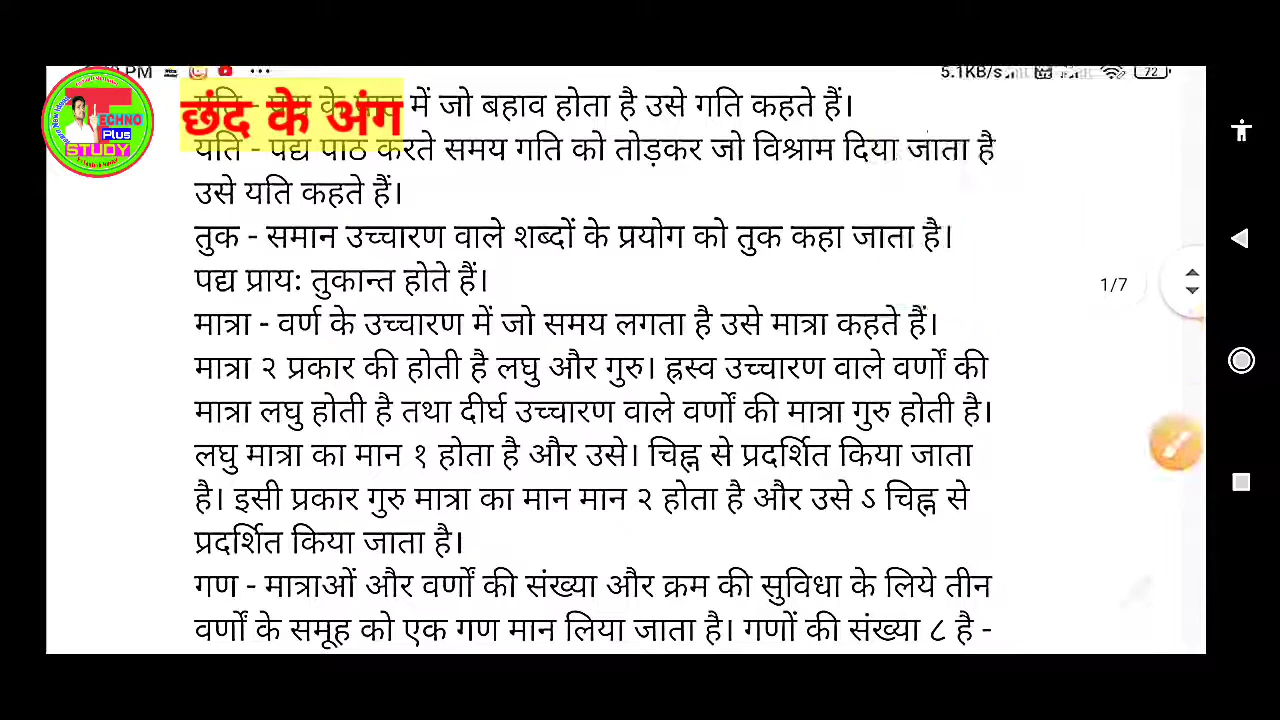 PM ...
5.1KB/s 72
छंद के अंग
में जो बहाव होता है उसे गति कहते हैं।
TECHNO
Plus
STUDY
यति - पद्य पाठ करते समय गति को तोड़कर जो विश्राम दिया जाता है
उसे यति कहते हैं।
तुक - समान उच्चारण वाले शब्दों के प्रयोग को तुक कहा जाता है।
पद्य प्राय: तुकान्त होते हैं।
1/7
मात्रा - वर्ण के उच्चारण में जो समय लगता है उसे मात्रा कहते हैं।
मात्रा २ प्रकार की होती है लघु और गुरु। ह्रस्व उच्चारण वाले वर्णों की
मात्रा लघु होती है तथा दीर्घ उच्चारण वाले वर्णों की मात्रा गुरु होती है।
लघु मात्रा का मान १ होता है और उसे। चिह्न से प्रदर्शित किया जाता
है। इसी प्रकार गुरु मात्रा का मान मान २ होता है और उसे ऽ चिह्न से
प्रदर्शित किया जाता है।
गण - मात्राओं और वर्णों की संख्या और क्रम की सुविधा के लिये तीन
वर्णों के समूह को एक गण मान लिया जाता है। गणों की संख्या ८ है -